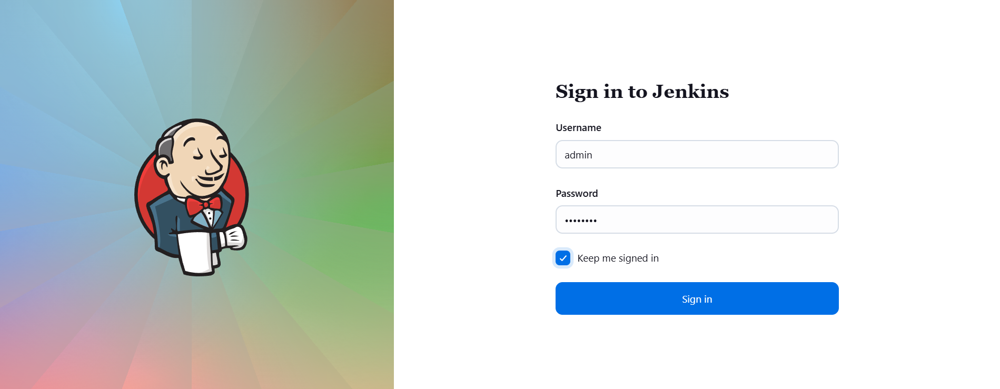 Sign in to Jenkins
Username
admin
Password
••••••••
Keep me signed in
Sign in